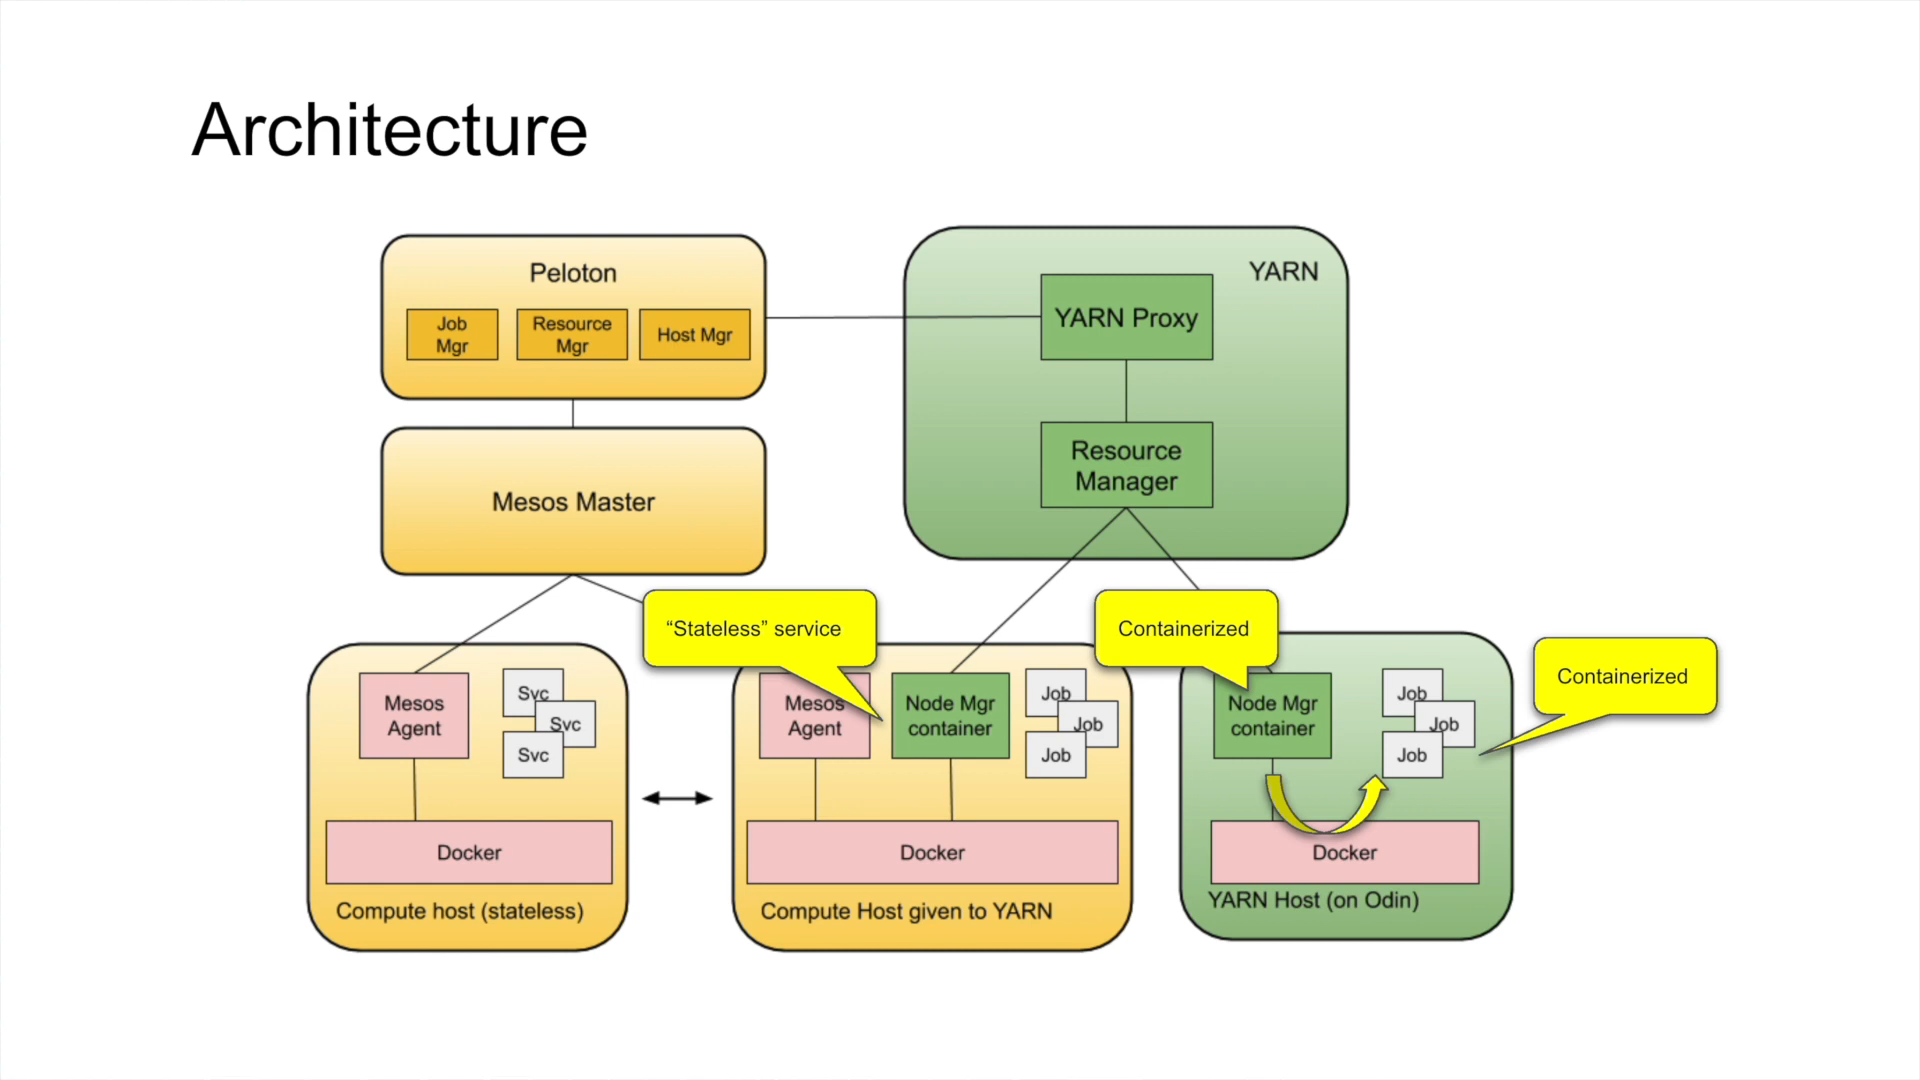 Architecture
Peloton
Job
Mgr
Resource
Mgr
Host Mgr
YARN
YARN Proxy
Resource
Manager
Mesos Master
“Stateless” service
Containerized
Containerized
Mesos
Agent
Svc
Svc
Svc
Docker
Compute host (stateless)
Mesos
Agent
Node Mgr
container
Job
Job
Job
Docker
Compute Host given to YARN
Node Mgr
container
Job
Job
Job
Docker
YARN Host (on Odin)